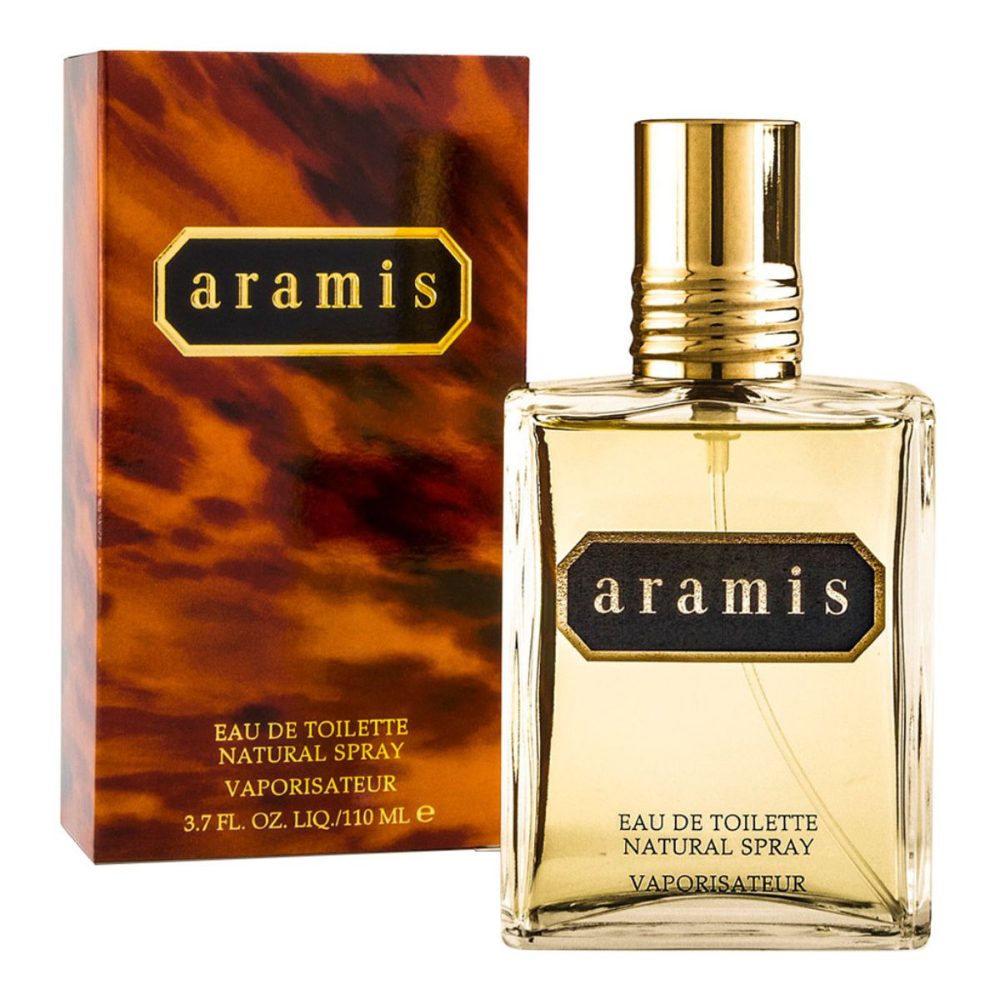 aramis
EAU DE TOILETTE
NATURAL SPRAY
VAPORISATEUR
3.7 FL. OZ. LIQ./110 ML ℮
aramis
EAU DE TOILETTE
NATURAL SPRAY
VAPORISATEUR